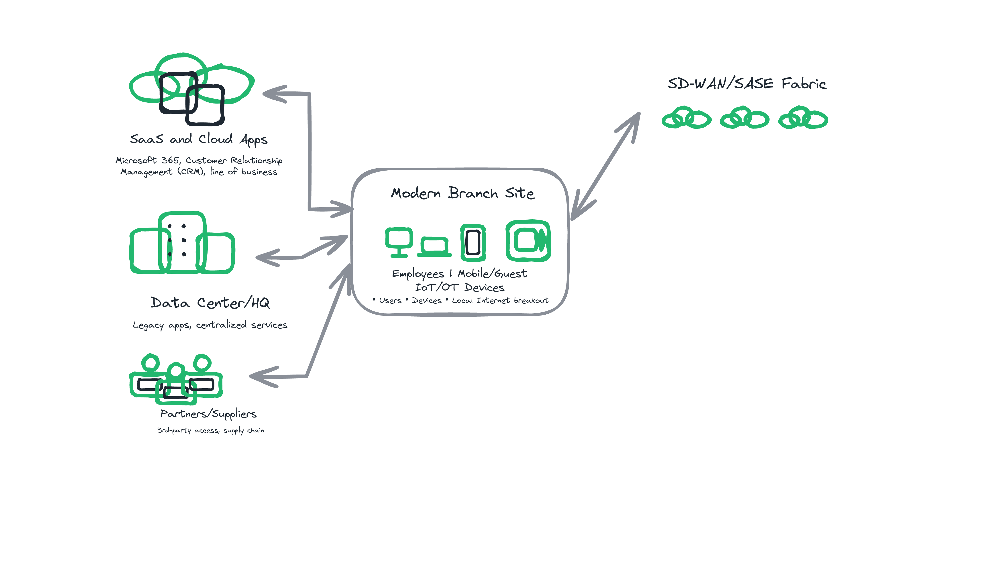 SaaS and Cloud Apps
Microsoft 365, Customer Relationship
Management (CRM), line of business
Data Center/HQ
Legacy apps, centralized services
Partners/Suppliers
3rd-party access, supply chain
Modern Branch Site
Employees | Mobile/Guest
IoT/OT Devices
• Users • Devices • Local Internet breakout
SD-WAN/SASE Fabric